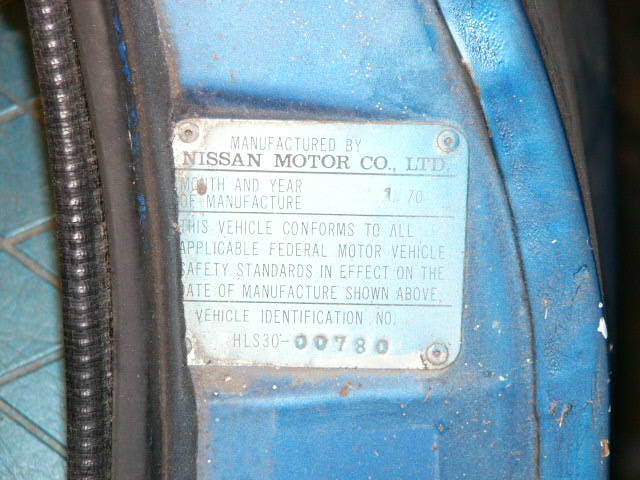 MANUFACTURED BY
NISSAN MOTOR CO., LTD.
MONTH AND YEAR
OF MANUFACTURE 1/70
THIS VEHICLE CONFORMS TO ALL
APPLICABLE FEDERAL MOTOR VEHICLE
SAFETY STANDARDS IN EFFECT ON THE
DATE OF MANUFACTURE SHOWN ABOVE.
VEHICLE IDENTIFICATION NO.
HLS30-00780